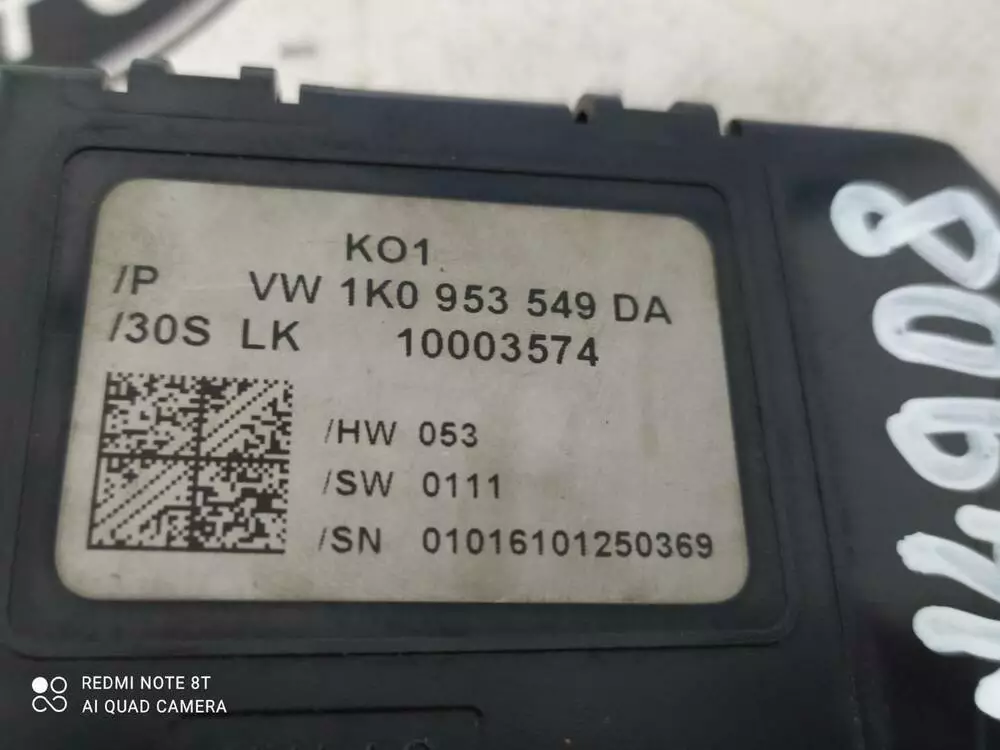 KO1
/P VW 1K0 953 549 DA
/30S LK 10003574
/HW 053
/SW 0111
/SN 01016101250369
REDMI NOTE 8T
AI QUAD CAMERA